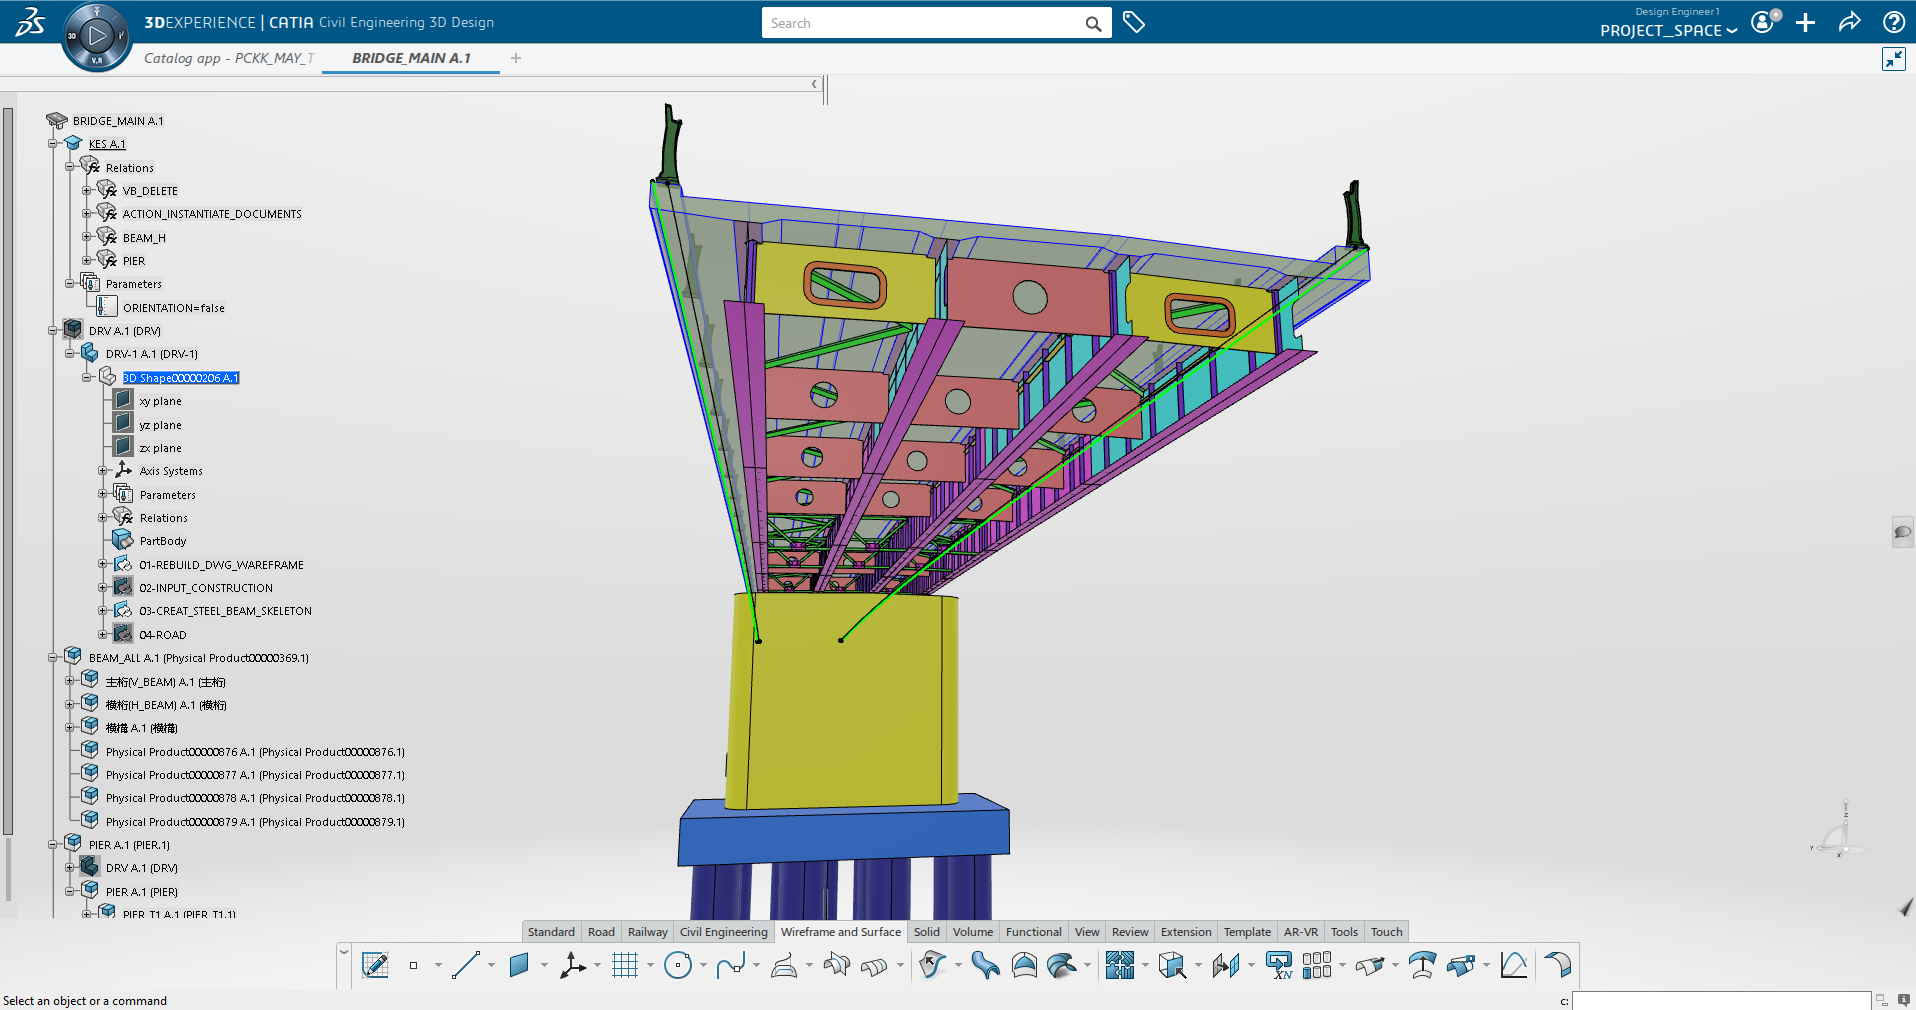 3DEXPERIENCE | CATIA Civil Engineering 3D Design
Search
Design Engineer1
PROJECT_SPACE
3D
V.R
Catalog app - PCKK_MAY_T
BRIDGE_MAIN A.1
BRIDGE_MAIN A.1
KES A.1
Relations
VB_DELETE
ACTION_INSTANTIATE_DOCUMENTS
BEAM_H
PIER
Parameters
ORIENTATION=false
DRV A.1 (DRV)
DRV-1 A.1 (DRV-1)
3D Shape00000206 A.1
xy plane
yz plane
zx plane
Axis Systems
Parameters
Relations
PartBody
01-REBUILD_DWG_WAREFRAME
02-INPUT_CONSTRUCTION
03-CREAT_STEEL_BEAM_SKELETON
04-ROAD
BEAM_ALL A.1 (Physical Product00000369.1)
主桁(V_BEAM) A.1 (主桁)
横桁(H_BEAM) A.1 (横桁)
横構 A.1 (横構)
Physical Product00000876 A.1 (Physical Product00000876.1)
Physical Product00000877 A.1 (Physical Product00000877.1)
Physical Product00000878 A.1 (Physical Product00000878.1)
Physical Product00000879 A.1 (Physical Product00000879.1)
PIER A.1 (PIER.1)
DRV A.1 (DRV)
PIER A.1 (PIER)
PIER_T1 A.1 (PIER_T1.1)
Z
Y
X
Standard Road Railway Civil Engineering Wireframe and Surface Solid Volume Functional View Review Extension Template AR-VR Tools Touch
XN
Select an object or a command
c: